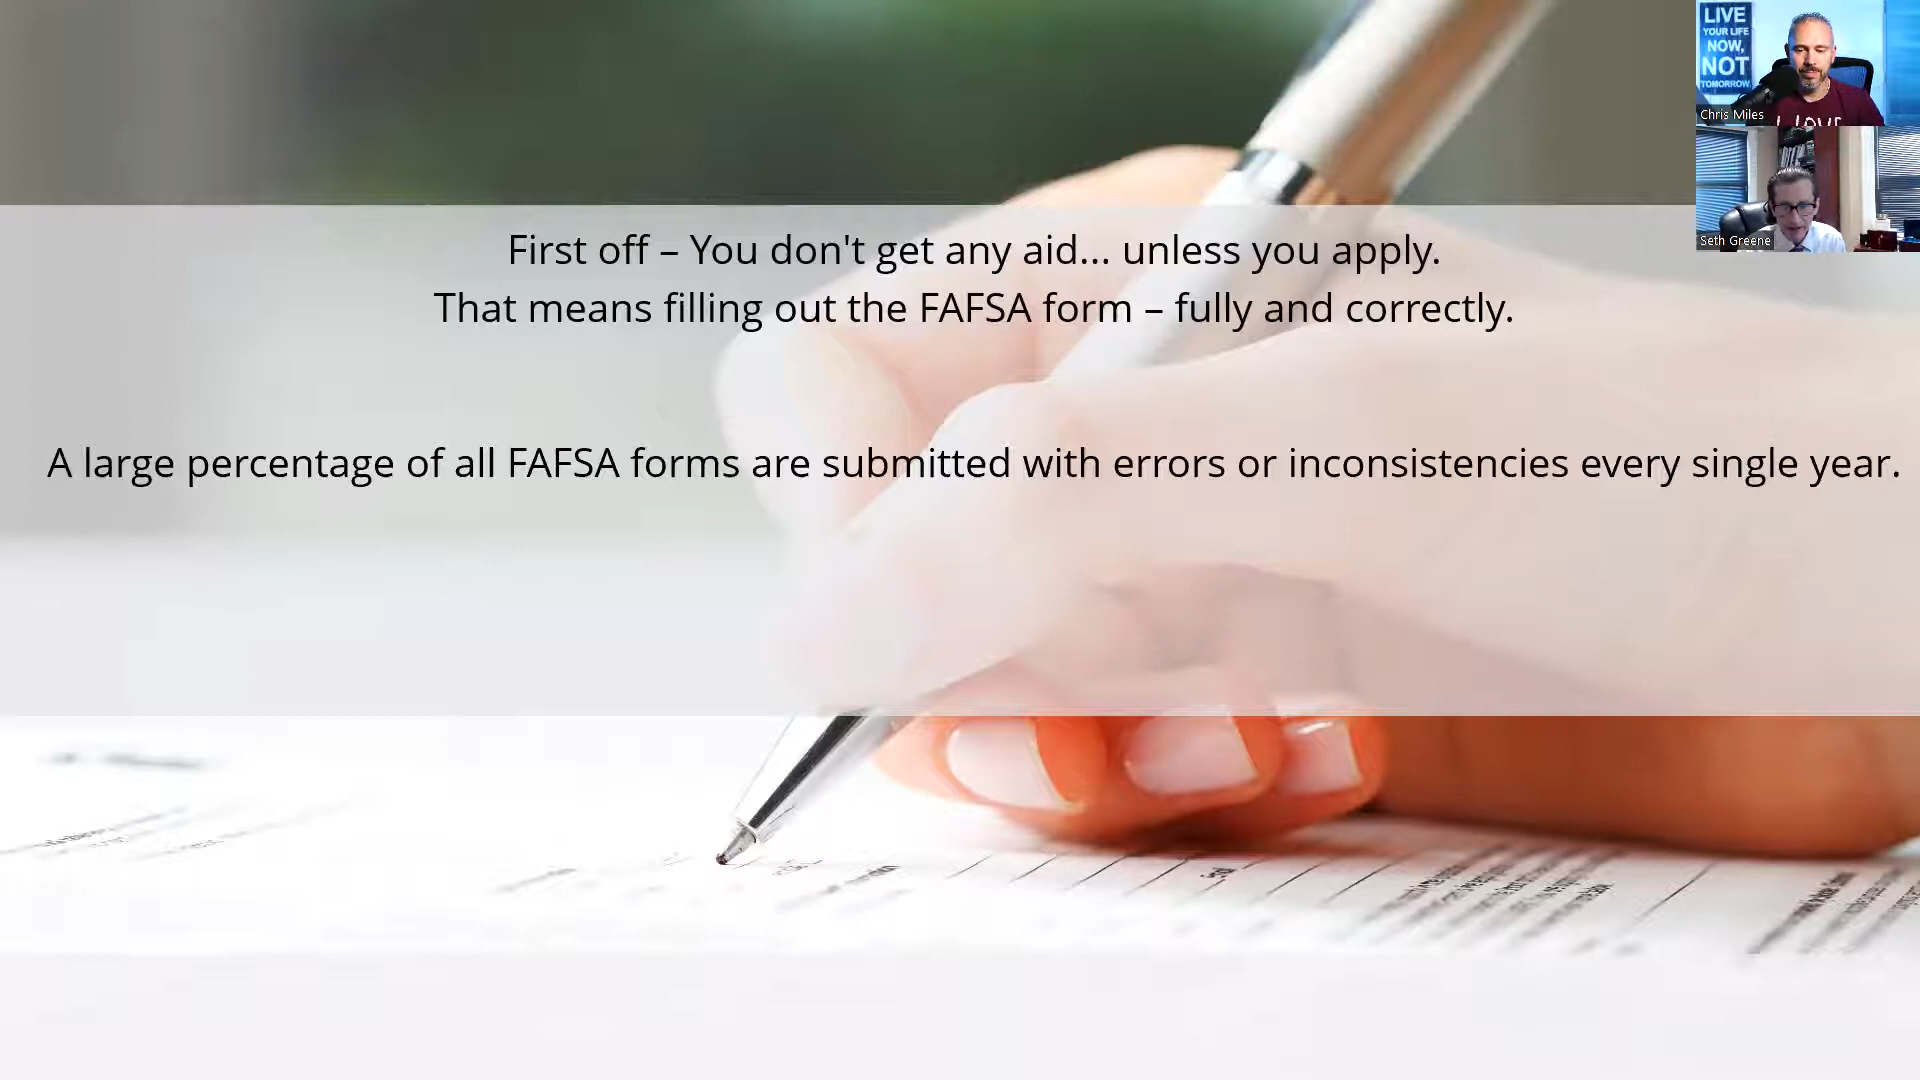 LIVE
YOUR LIFE
NOW,
NOT
TOMORROW
Chris Miles
Seth Greene
First off – You don't get any aid... unless you apply.
That means filling out the FAFSA form – fully and correctly.
A large percentage of all FAFSA forms are submitted with errors or inconsistencies every single year.